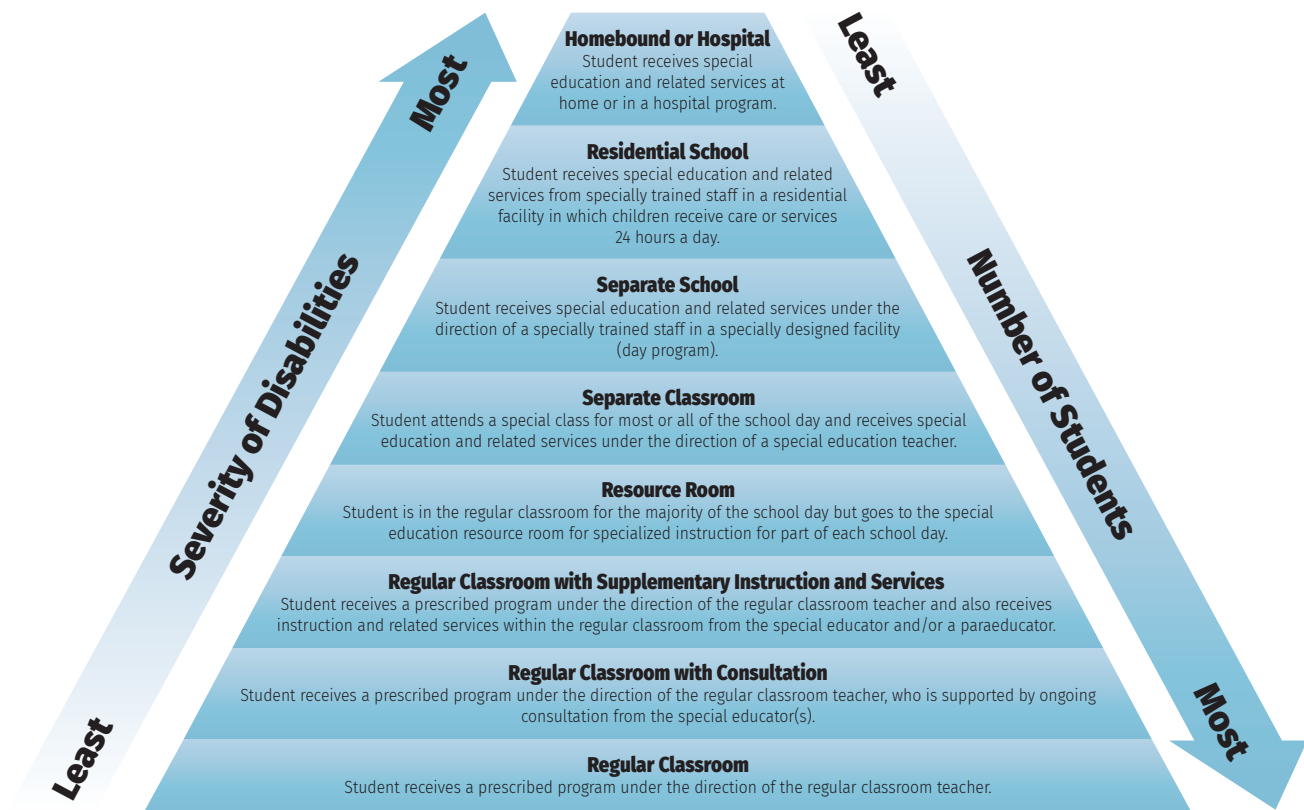 Most
Severity of Disabilities
Least
Homebound or Hospital
Student receives special
education and related services at
home or in a hospital program.
Residential School
Student receives special education and related
services from specially trained staff in a residential
facility in which children receive care or services
24 hours a day.
Separate School
Student receives special education and related services under the
direction of a specially trained staff in a specially designed facility
(day program).
Separate Classroom
Student attends a special class for most or all of the school day and receives special
education and related services under the direction of a special education teacher.
Resource Room
Student is in the regular classroom for the majority of the school day but goes to the special
education resource room for specialized instruction for part of each school day.
Regular Classroom with Supplementary Instruction and Services
Student receives a prescribed program under the direction of the regular classroom teacher and also receives
instruction and related services within the regular classroom from the special educator and/or a paraeducator.
Regular Classroom with Consultation
Student receives a prescribed program under the direction of the regular classroom teacher, who is supported by ongoing
consultation from the special educator(s).
Regular Classroom
Student receives a prescribed program under the direction of the regular classroom teacher.
Least
Number of Students
Most